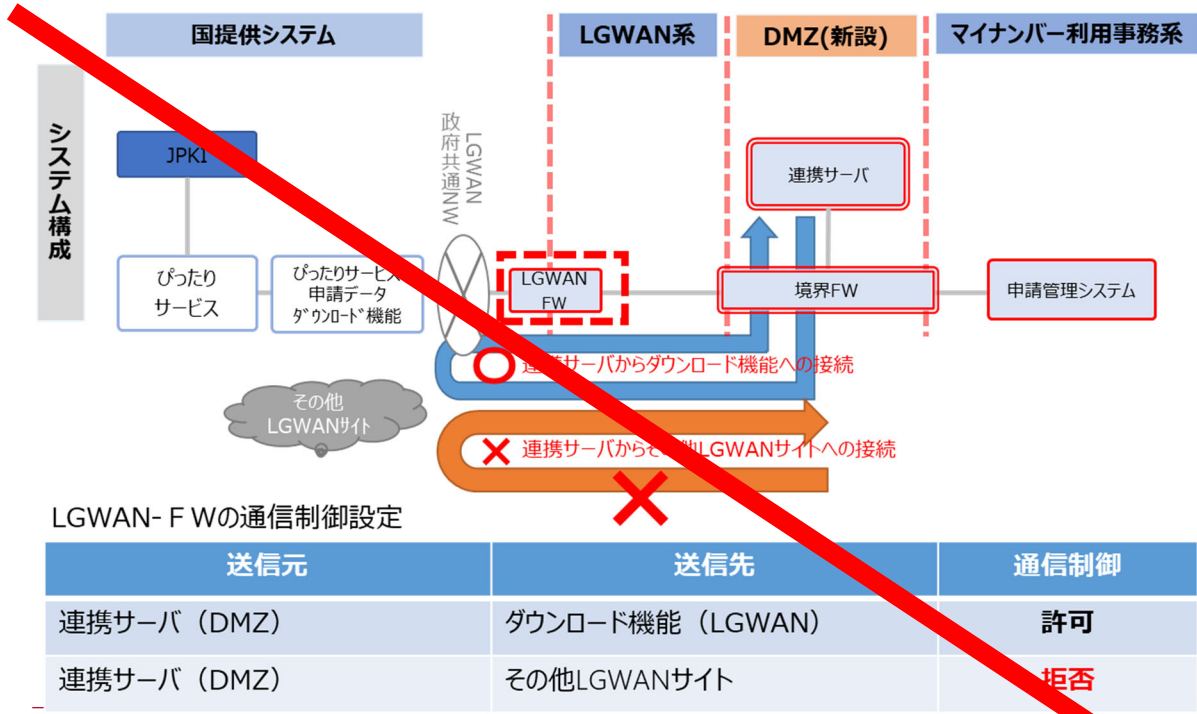 国提供システム
LGWAN系
DMZ(新設)
マイナンバー利用事務系
システム構成
JPKI
LGWAN
政府共通NW
連携サーバ
ぴったり
サービス
ぴったりサービス
申請データ
ダウンロード機能
LGWAN
FW
境界FW
申請管理システム
連携サーバからダウンロード機能への接続
その他
LGWANサイト
連携サーバからその他LGWANサイトへの接続
LGWAN-ＦWの通信制御設定
送信元
送信先
通信制御
連携サーバ（DMZ）
ダウンロード機能（LGWAN）
許可
連携サーバ（DMZ）
その他LGWANサイト
拒否